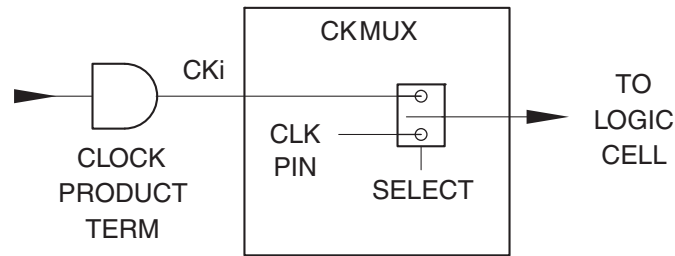 CKMUX
CKi
CLK
PIN
SELECT
CLOCK
PRODUCT
TERM
TO
LOGIC
CELL